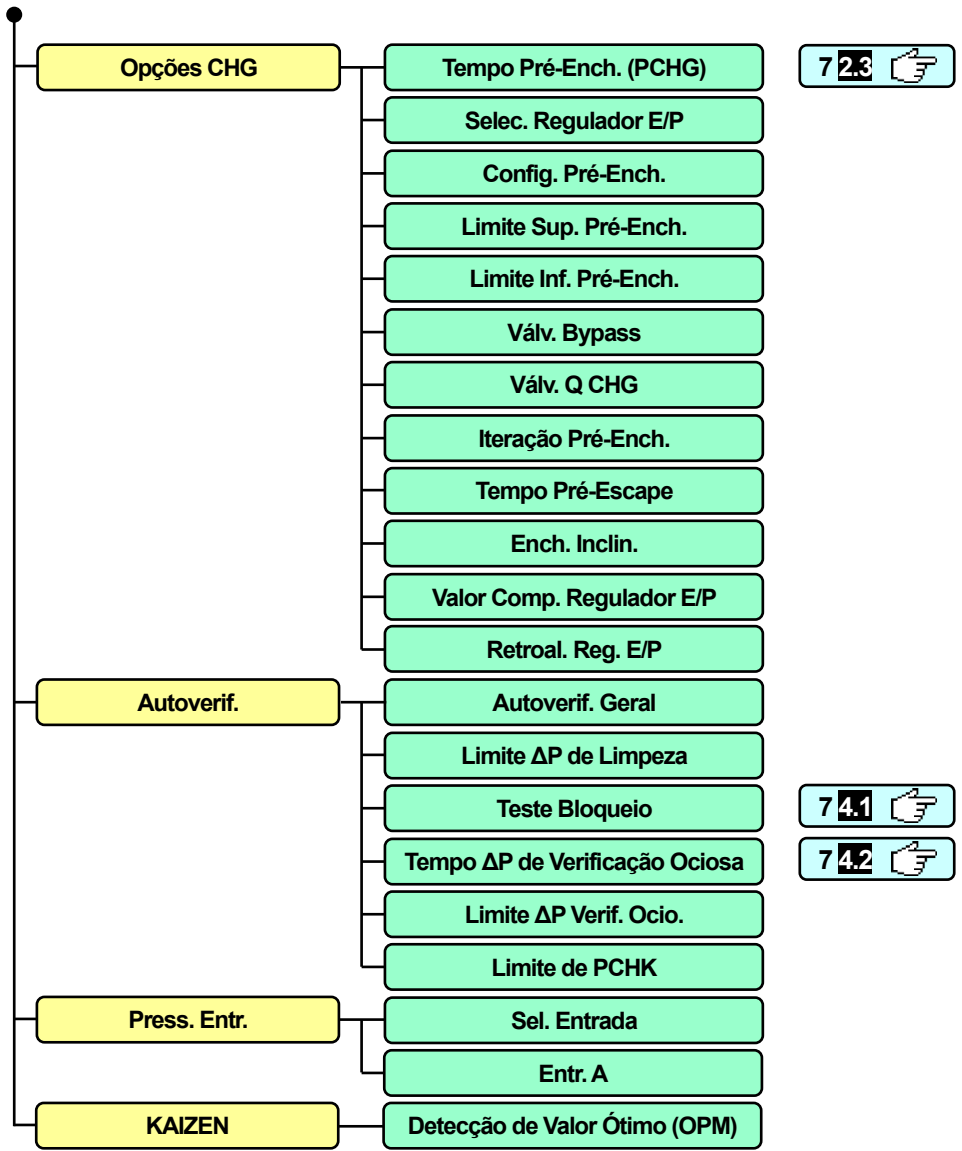 Opções CHG
Tempo Pré-Ench. (PCHG)
7 2.3
Selec. Regulador E/P
Config. Pré-Ench.
Limite Sup. Pré-Ench.
Limite Inf. Pré-Ench.
Válv. Bypass
Válv. Q CHG
Iteração Pré-Ench.
Tempo Pré-Escape
Ench. Inclin.
Valor Comp. Regulador E/P
Retroal. Reg. E/P
Autoverif.
Autoverif. Geral
Limite ΔP de Limpeza
Teste Bloqueio
7 4.1
Tempo ΔP de Verificação Ociosa
7 4.2
Limite ΔP Verif. Ocio.
Limite de PCHK
Press. Entr.
Sel. Entrada
Entr. A
KAIZEN
Detecção de Valor Ótimo (OPM)